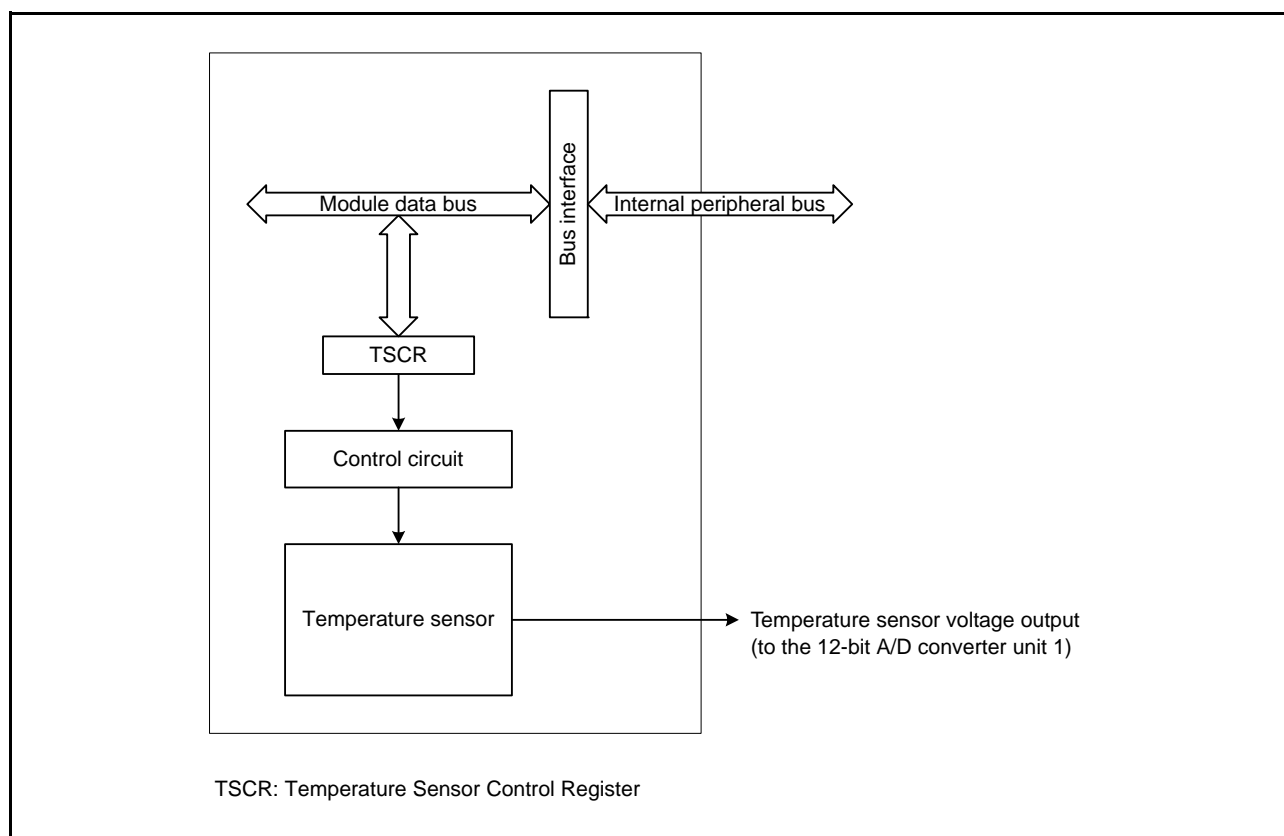 Bus interface
Module data bus
Internal peripheral bus
TSCR
Control circuit
Temperature sensor
Temperature sensor voltage output
(to the 12-bit A/D converter unit 1)
TSCR: Temperature Sensor Control Register